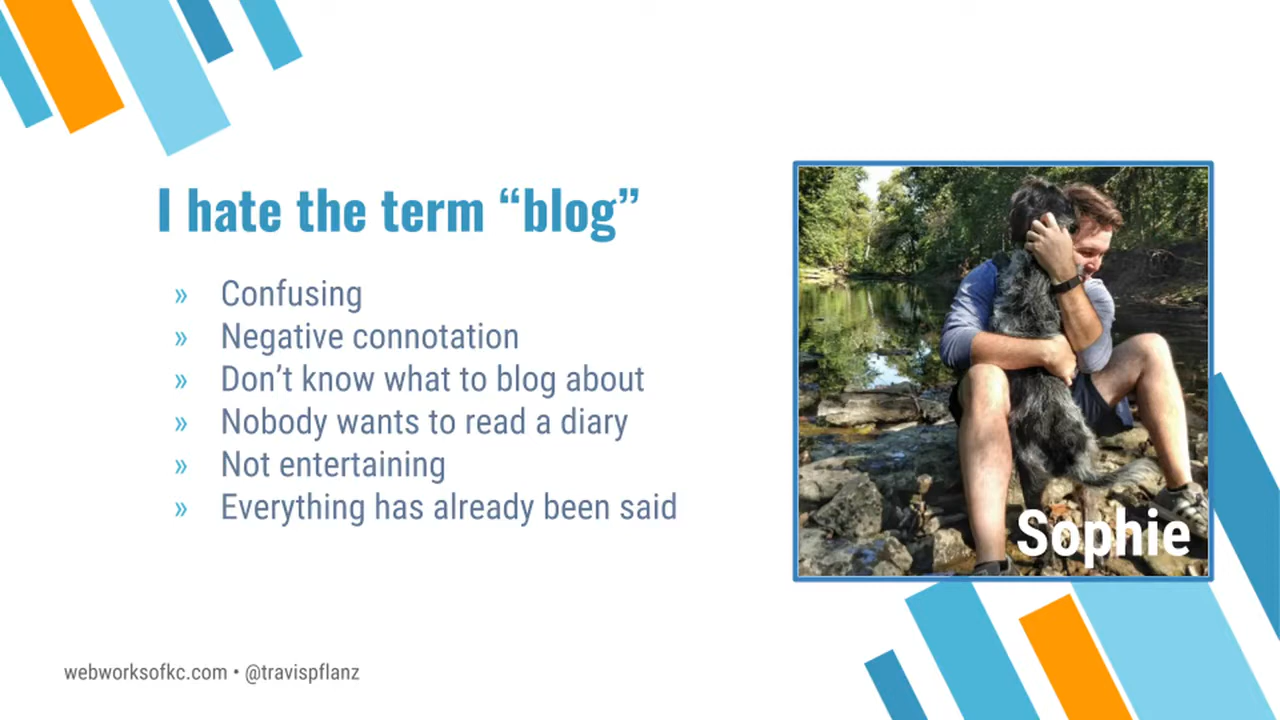 I hate the term “blog”
» Confusing
» Negative connotation
» Don’t know what to blog about
» Nobody wants to read a diary
» Not entertaining
» Everything has already been said
Sophie
webworksofkc.com • @travispflanz